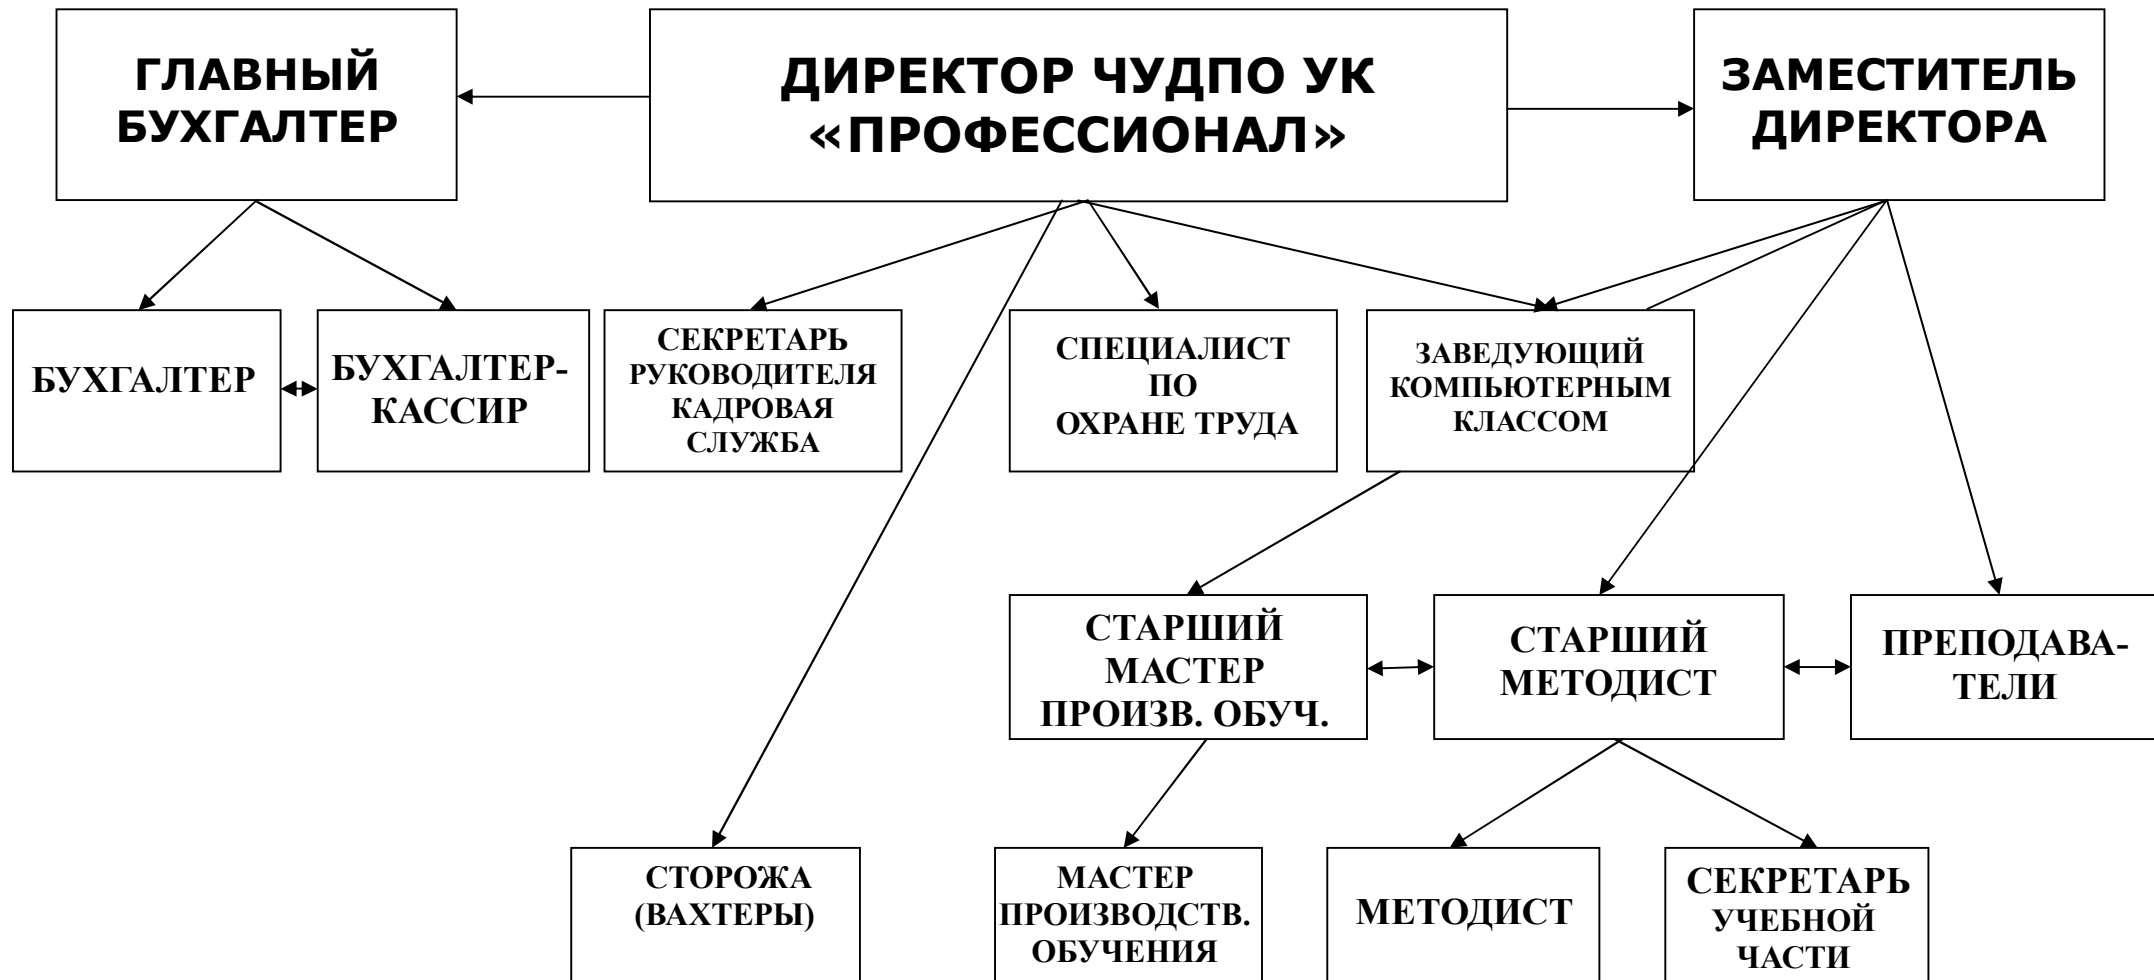 ГЛАВНЫЙ
БУХГАЛТЕР
ДИРЕКТОР ЧУДПО УК
«ПРОФЕССИОНАЛ»
ЗАМЕСТИТЕЛЬ
ДИРЕКТОРА
БУХГАЛТЕР
БУХГАЛТЕР-
КАССИР
СЕКРЕТАРЬ
РУКОВОДИТЕЛЯ
КАДРОВАЯ
СЛУЖБА
СПЕЦИАЛИСТ
ПО
ОХРАНЕ ТРУДА
ЗАВЕДУЮЩИЙ
КОМПЬЮТЕРНЫМ
КЛАССОМ
СТАРШИЙ
МАСТЕР
ПРОИЗВ. ОБУЧ.
СТАРШИЙ
МЕТОДИСТ
ПРЕПОДАВА-
ТЕЛИ
СТОРОЖА
(ВАХТЕРЫ)
МАСТЕР
ПРОИЗВОДСТВ.
ОБУЧЕНИЯ
МЕТОДИСТ
СЕКРЕТАРЬ
УЧЕБНОЙ
ЧАСТИ